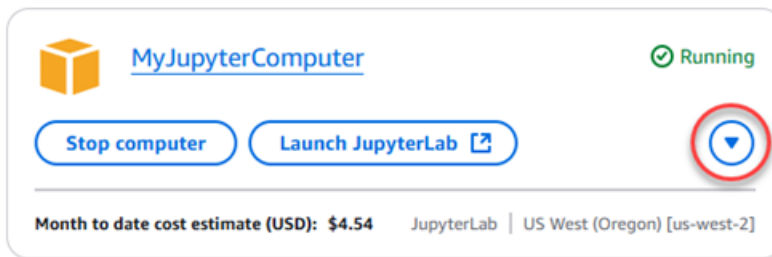 MyJupyterComputer
Running
Stop computer
Launch JupyterLab
Month to date cost estimate (USD): $4.54
JupyterLab | US West (Oregon) [us-west-2]